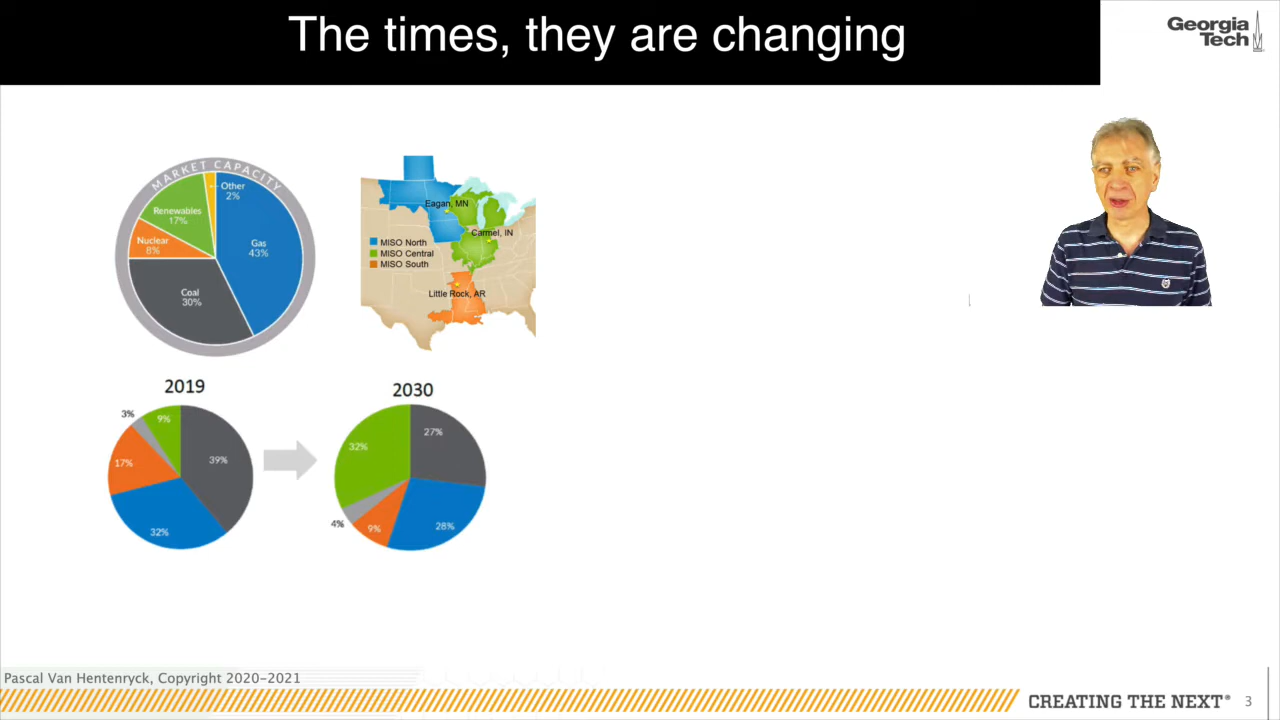 The times, they are changing
Georgia
Tech
MARKET CAPACITY
Other
2%
Renewables
17%
Nuclear
8%
Gas
43%
Coal
30%
Eagan, MN
Carmel, IN
MISO North
MISO Central
MISO South
Little Rock, AR
2019
2030
3%
9%
39%
17%
32%
32%
27%
4%
9%
28%
Pascal Van Hentenryck, Copyright 2020-2021
CREATING THE NEXT®
3